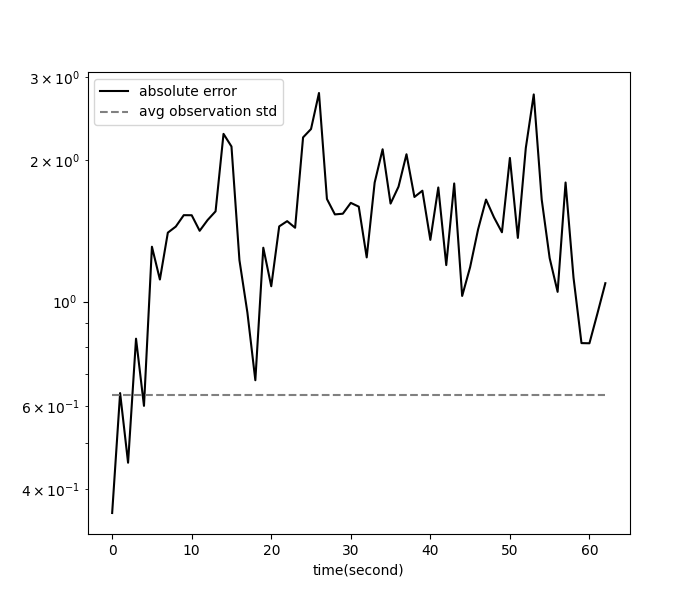 absolute error
avg observation std
3 × 10⁰
2 × 10⁰
10⁰
6 × 10⁻¹
4 × 10⁻¹
0 10 20 30 40 50 60
time(second)